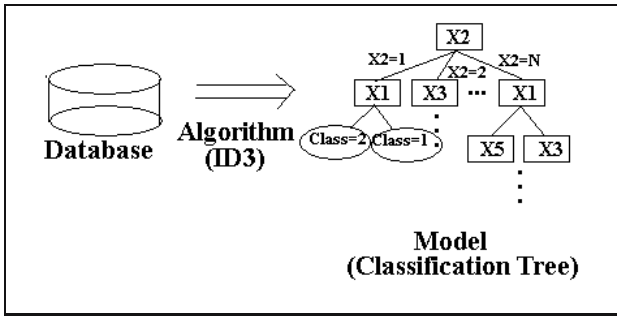 X2
X2=1
X2=2
X2=N
X1
X3
...
X1
Class=2
Class=1
X5
X3
Database
Algorithm
(ID3)
Model
(Classification Tree)